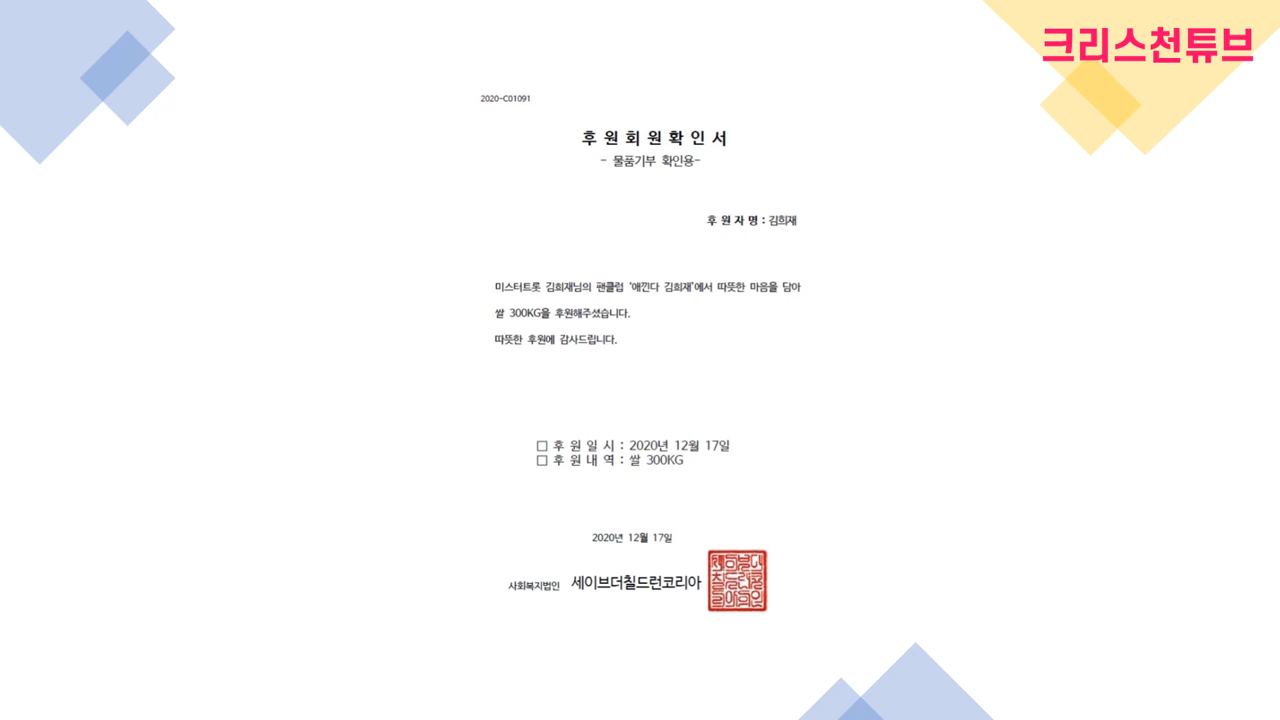 크리스천튜브
2020-C01091
후 원 회 원 확 인 서
- 물품기부 확인용-
후 원 자 명 : 김희재
미스터트롯 김희재님의 팬클럽 '애낀다 김희재'에서 따뜻한 마음을 담아
쌀 300KG을 후원해주셨습니다.
따뜻한 후원에 감사드립니다.
□ 후 원 일 시 : 2020년 12월 17일
□ 후 원 내 역 : 쌀 300KG
2020년 12월 17일
사회복지법인 세이브더칠드런코리아